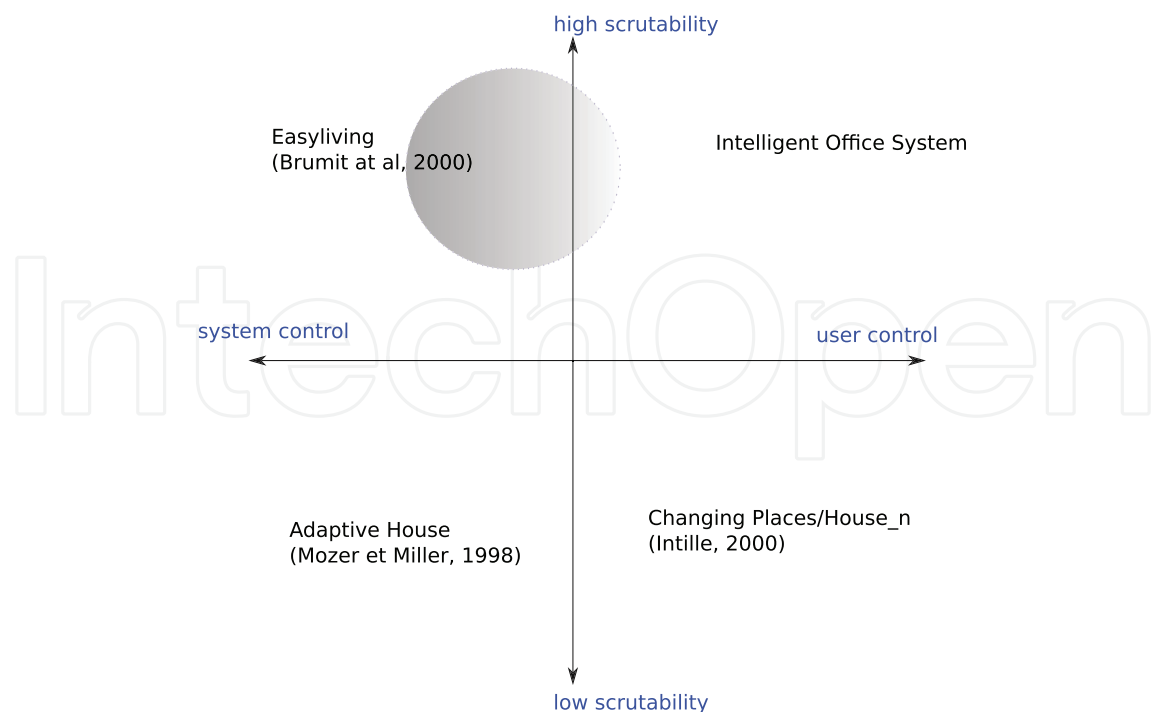 high scrutability
Easyliving
(Brumit at al, 2000)
Intelligent Office System
IntechOpen
system control
user control
Adaptive House
(Mozer et Miller, 1998)
Changing Places/House_n
(Intille, 2000)
low scrutability